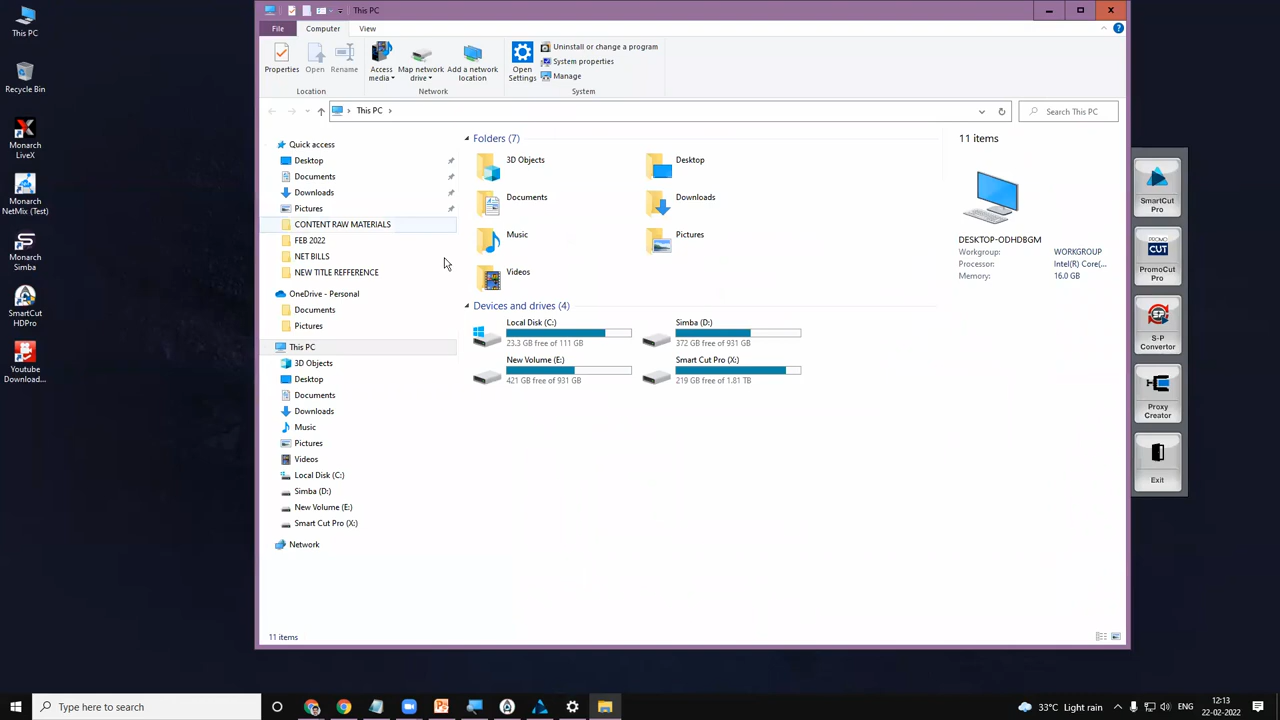 This PC
Recycle Bin
Monarch
LiveX
Monarch
NetMix (Test)
Monarch
Simba
SmartCut
HDPro
Youtube
Download...
This PC
File
Computer
View
Properties
Open
Rename
Access
media
Map network
drive
Add a network
location
Open
Settings
Uninstall or change a program
System properties
Manage
Location
Network
System
This PC
Search This PC
Quick access
Desktop
Documents
Downloads
Pictures
CONTENT RAW MATERIALS
FEB 2022
NET BILLS
NEW TITLE REFFERENCE
OneDrive - Personal
Documents
Pictures
This PC
3D Objects
Desktop
Documents
Downloads
Music
Pictures
Videos
Local Disk (C:)
Simba (D:)
New Volume (E:)
Smart Cut Pro (X:)
Network
Folders (7)
3D Objects
Desktop
Documents
Downloads
Music
Pictures
Videos
Devices and drives (4)
Local Disk (C:)
23.3 GB free of 111 GB
Simba (D:)
372 GB free of 931 GB
New Volume (E:)
421 GB free of 931 GB
Smart Cut Pro (X:)
219 GB free of 1.81 TB
11 items
DESKTOP-ODHDBGM
Workgroup: WORKGROUP
Processor: Intel(R) Core(...
Memory: 16.0 GB
11 items
SmartCut
Pro
PROMO
CUT
PromoCut
Pro
S-P
Convertor
Proxy
Creator
Exit
Type here to search
33°C Light rain
ENG
12:13
22-02-2022